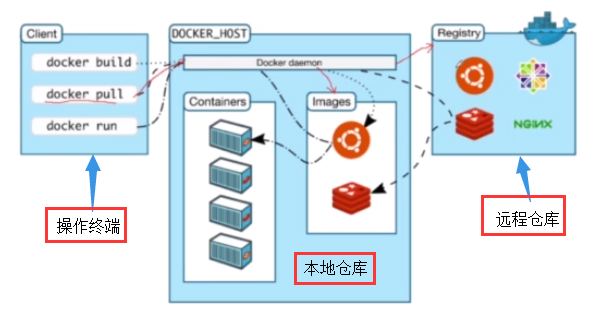 Client
DOCKER_HOST
Registry
docker build
docker pull
docker run
Docker daemon
Containers
Images
NGINX
操作终端
本地仓库
远程仓库